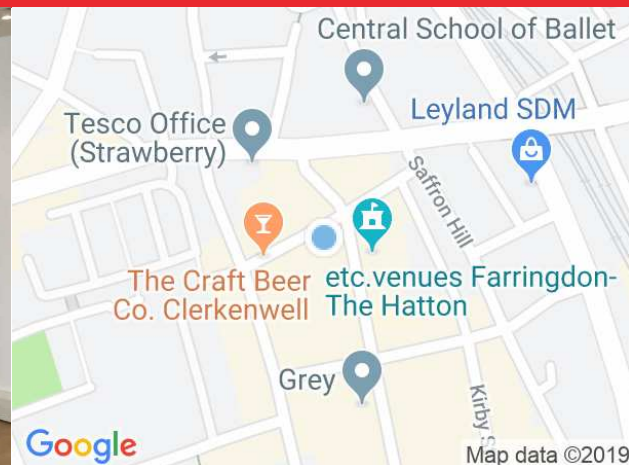 Central School of Ballet
Leyland SDM
Tesco Office
(Strawberry)
Saffron Hill
The Craft Beer
Co. Clerkenwell
etc.venues Farringdon-
The Hatton
Grey
Kirby S
Google
Map data ©2019